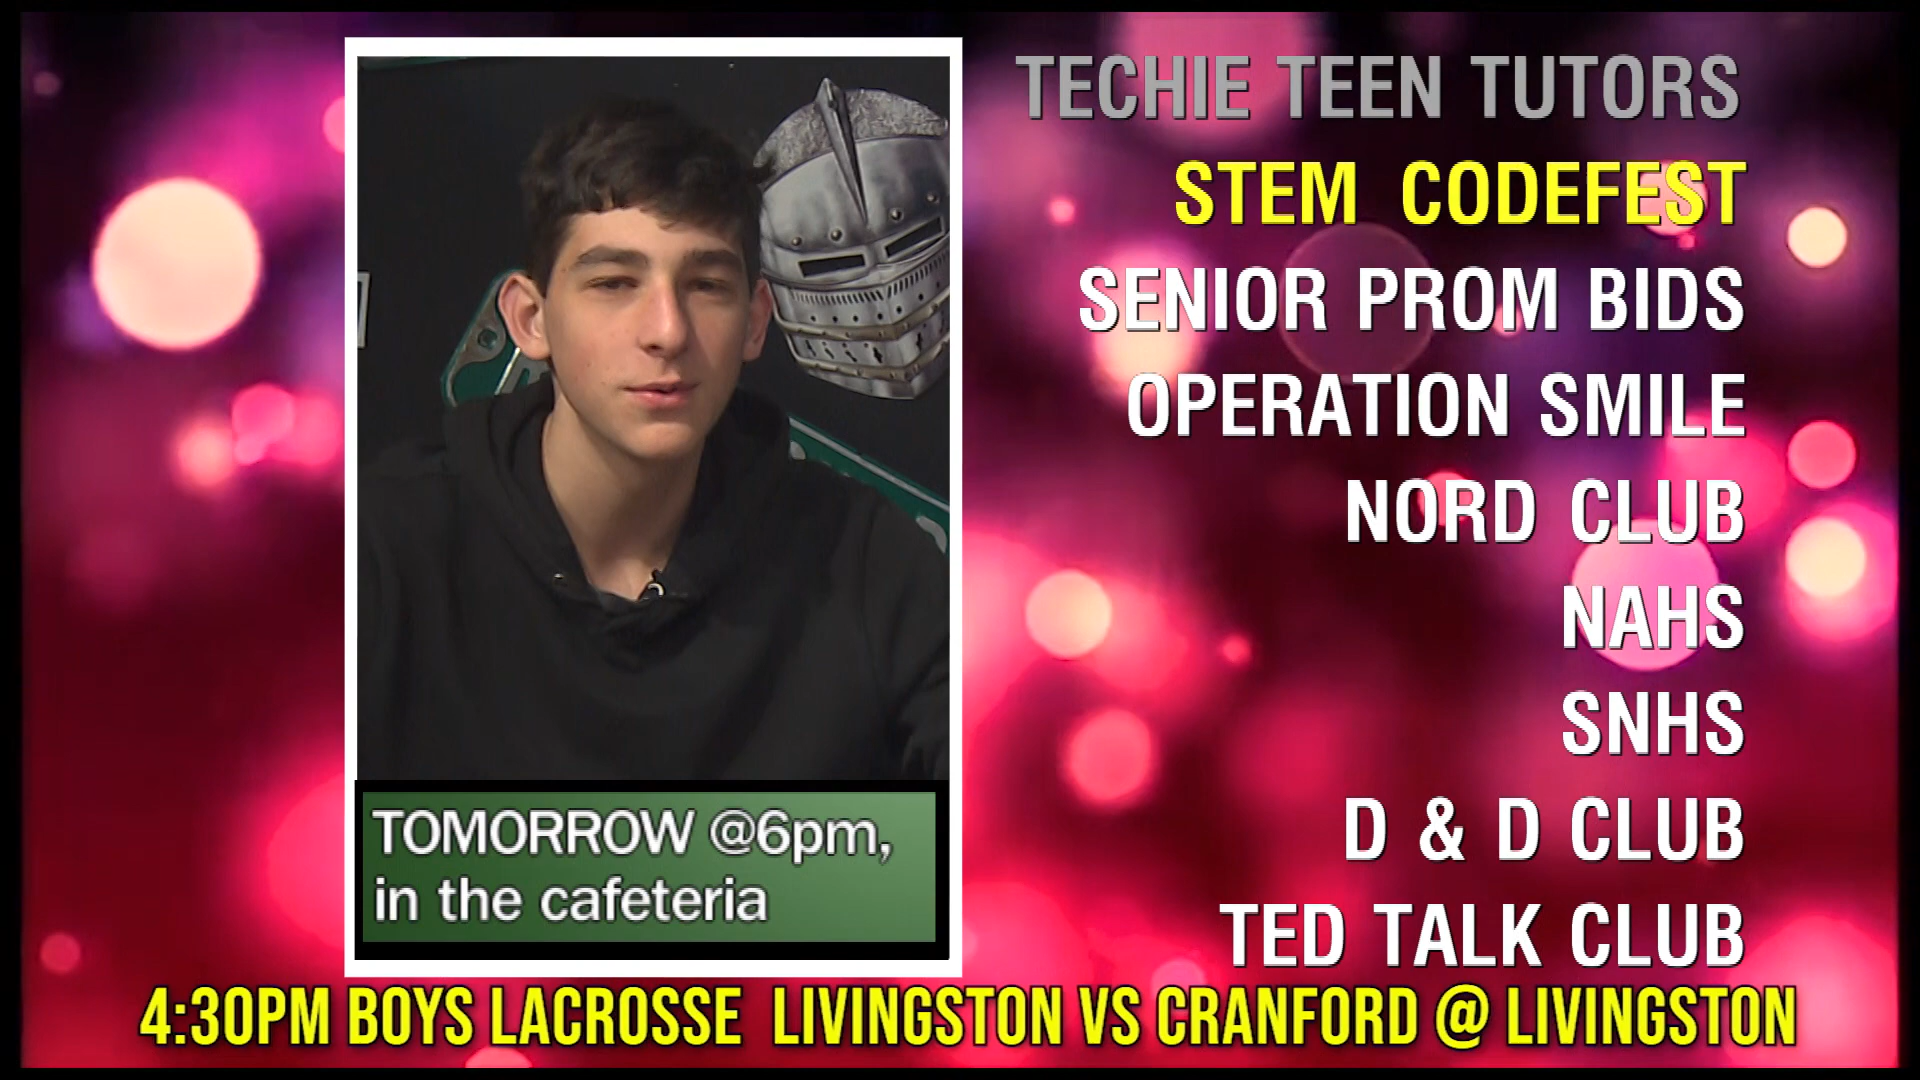 TECHIE TEEN TUTORS
STEM CODEFEST
SENIOR PROM BIDS
OPERATION SMILE
NORD CLUB
NAHS
SNHS
D & D CLUB
TED TALK CLUB
TOMORROW @6pm,
in the cafeteria
4:30PM BOYS LACROSSE LIVINGSTON VS CRANFORD @ LIVINGSTON